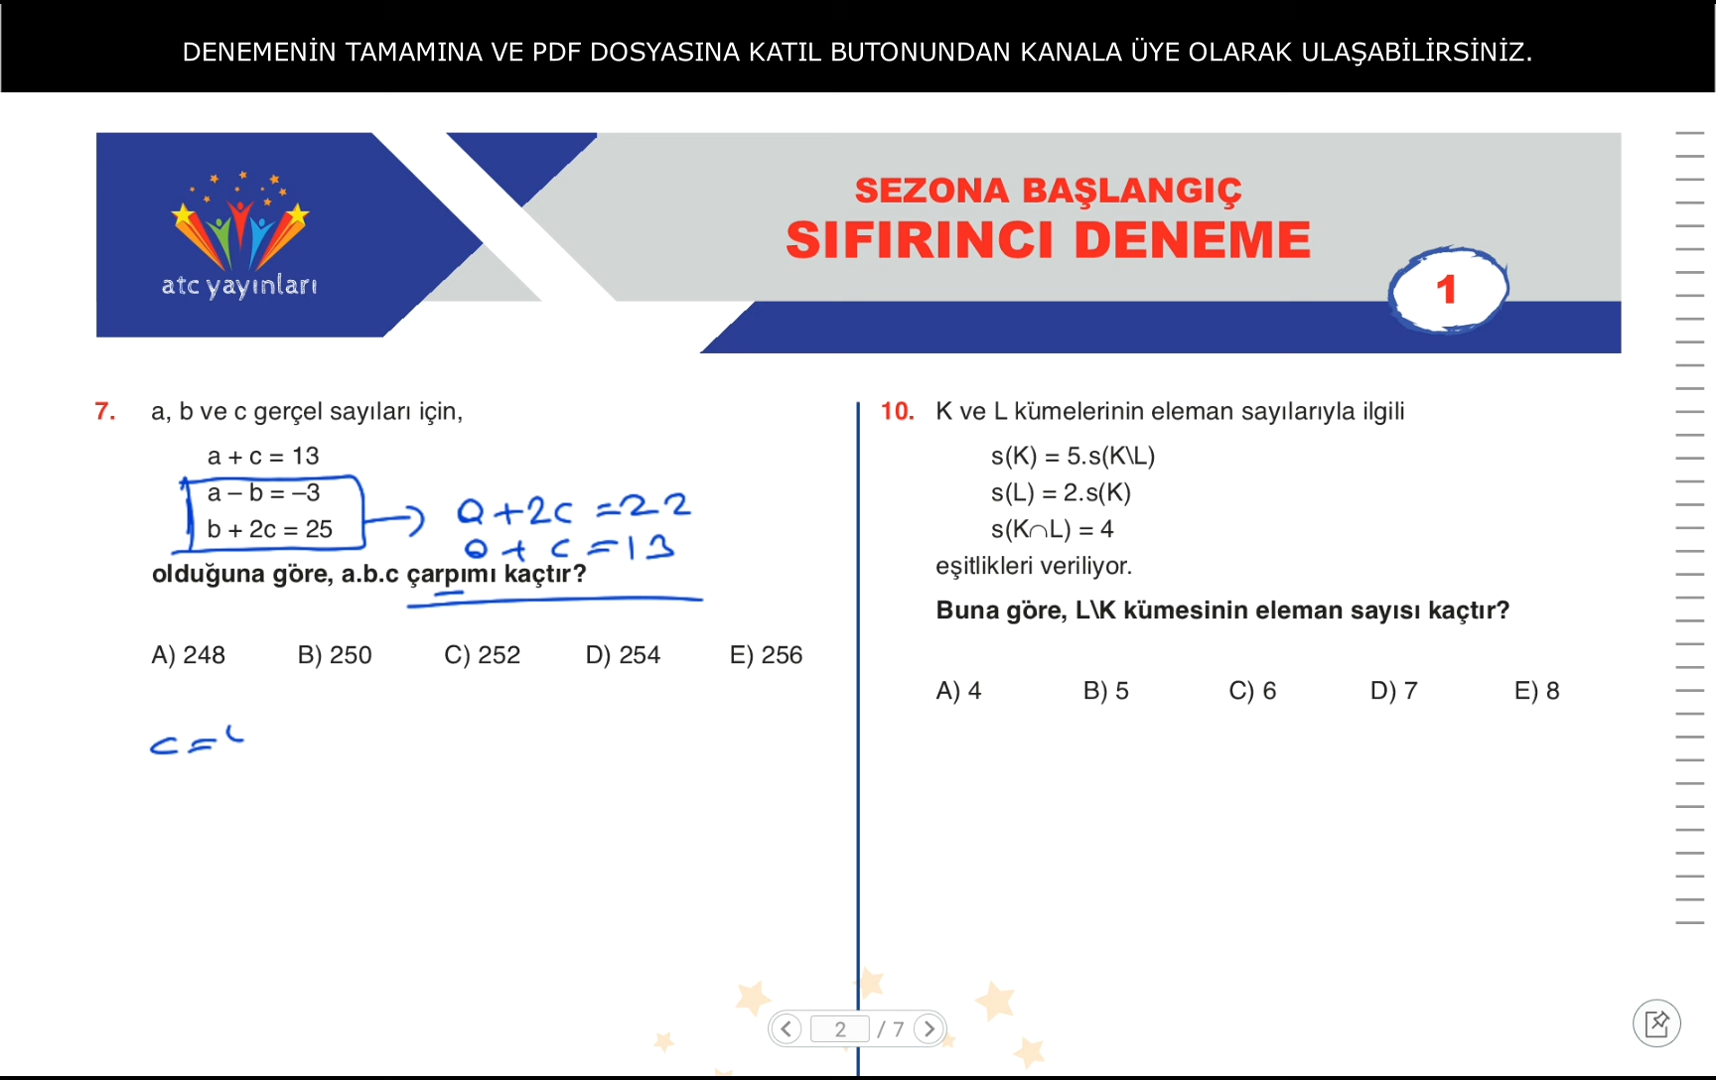 DENEMENİN TAMAMINA VE PDF DOSYASINA KATIL BUTONUNDAN KANALA ÜYE OLARAK ULAŞABİLİRSİNİZ.
atc yayınları
SEZONA BAŞLANGIÇ
SIFIRINCI DENEME
1
7. a, b ve c gerçel sayıları için,
a + c = 13
a – b = –3
b + 2c = 25
a + 2c = 22
a + c = 13
olduğuna göre, a.b.c çarpımı kaçtır?
A) 248 B) 250 C) 252 D) 254 E) 256
c =
10. K ve L kümelerinin eleman sayılarıyla ilgili
s(K) = 5.s(K\L)
s(L) = 2.s(K)
s(K∩L) = 4
eşitlikleri veriliyor.
Buna göre, L\K kümesinin eleman sayısı kaçtır?
A) 4 B) 5 C) 6 D) 7 E) 8
2 / 7